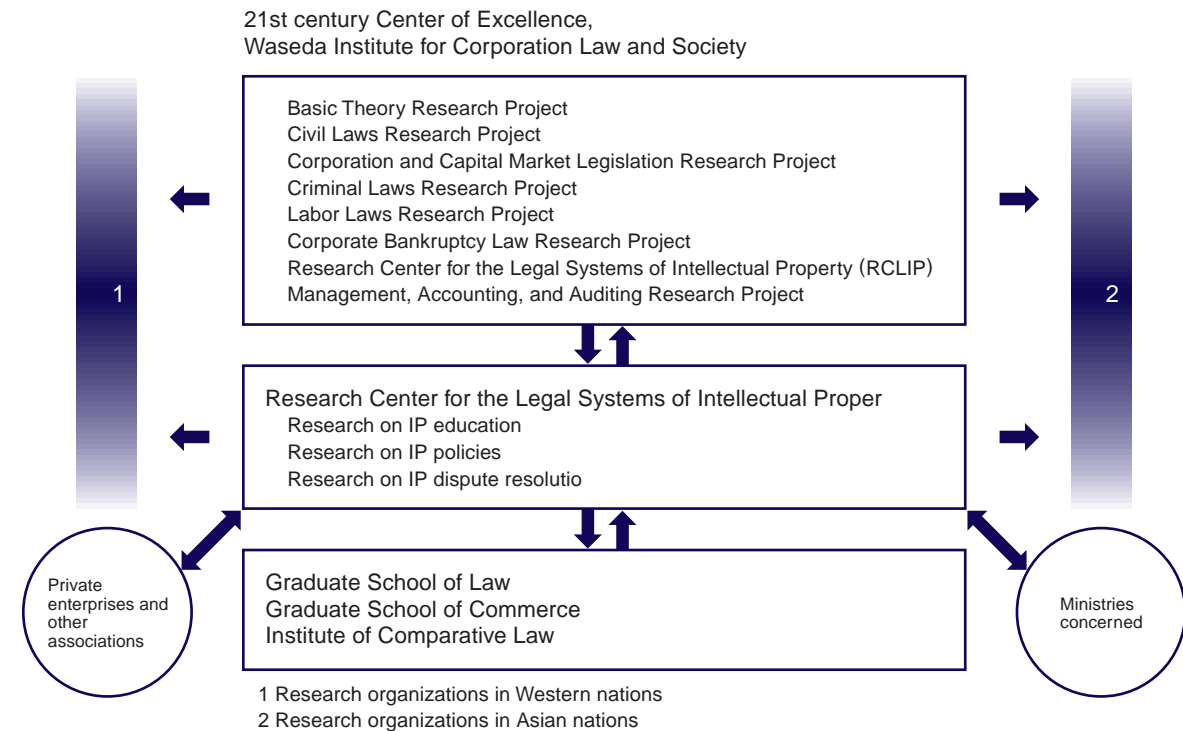 21st century Center of Excellence,
Waseda Institute for Corporation Law and Society
Basic Theory Research Project
Civil Laws Research Project
Corporation and Capital Market Legislation Research Project
Criminal Laws Research Project
Labor Laws Research Project
Corporate Bankruptcy Law Research Project
Research Center for the Legal Systems of Intellectual Property (RCLIP)
Management, Accounting, and Auditing Research Project
1
2
Research Center for the Legal Systems of Intellectual Proper
Research on IP education
Research on IP policies
Research on IP dispute resolutio
Private
enterprises and
other
associations
Graduate School of Law
Graduate School of Commerce
Institute of Comparative Law
Ministries
concerned
1 Research organizations in Western nations
2 Research organizations in Asian nations